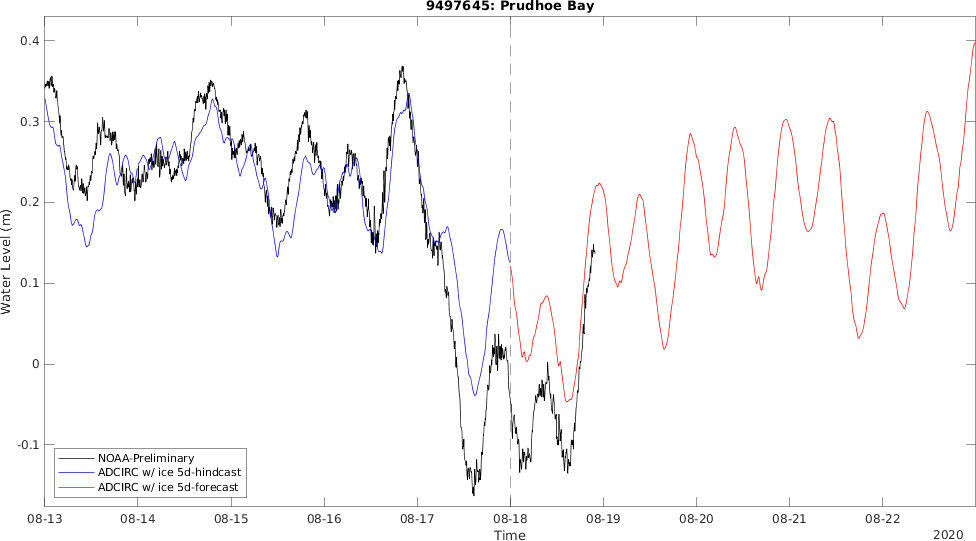 9497645: Prudhoe Bay
0.4
0.3
0.2
0.1
0
-0.1
Water Level (m)
NOAA-Preliminary
ADCIRC w/ ice 5d-hindcast
ADCIRC w/ ice 5d-forecast
08-13 08-14 08-15 08-16 08-17 08-18 08-19 08-20 08-21 08-22
Time
2020